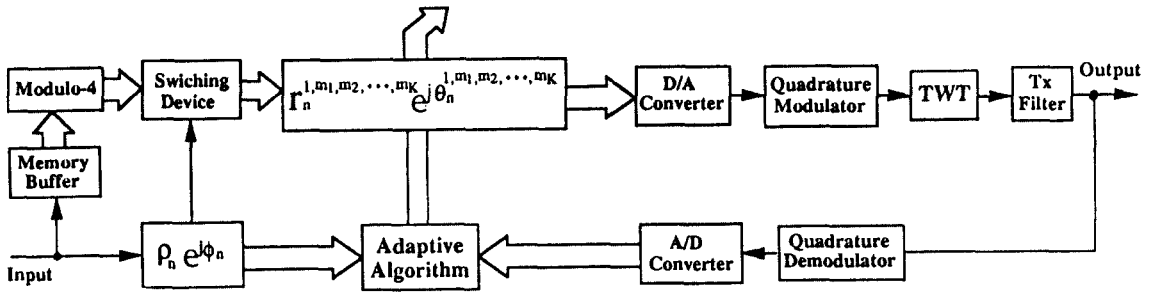 Modulo-4
Swiching
Device
r_n^{1,m_1,m_2,⋯,m_K} e^{jθ_n^{1,m_1,m_2,⋯,m_K}}
D/A
Converter
Quadrature
Modulator
TWT
Tx
Filter
Output
Memory
Buffer
Input
ρ_n e^{jϕ_n}
Adaptive
Algorithm
A/D
Converter
Quadrature
Demodulator